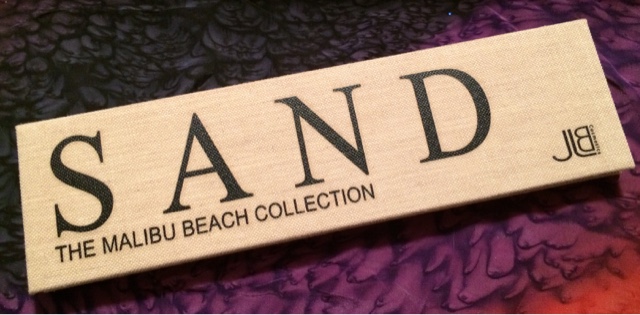 SAND
THE MALIBU BEACH COLLECTION
JLB